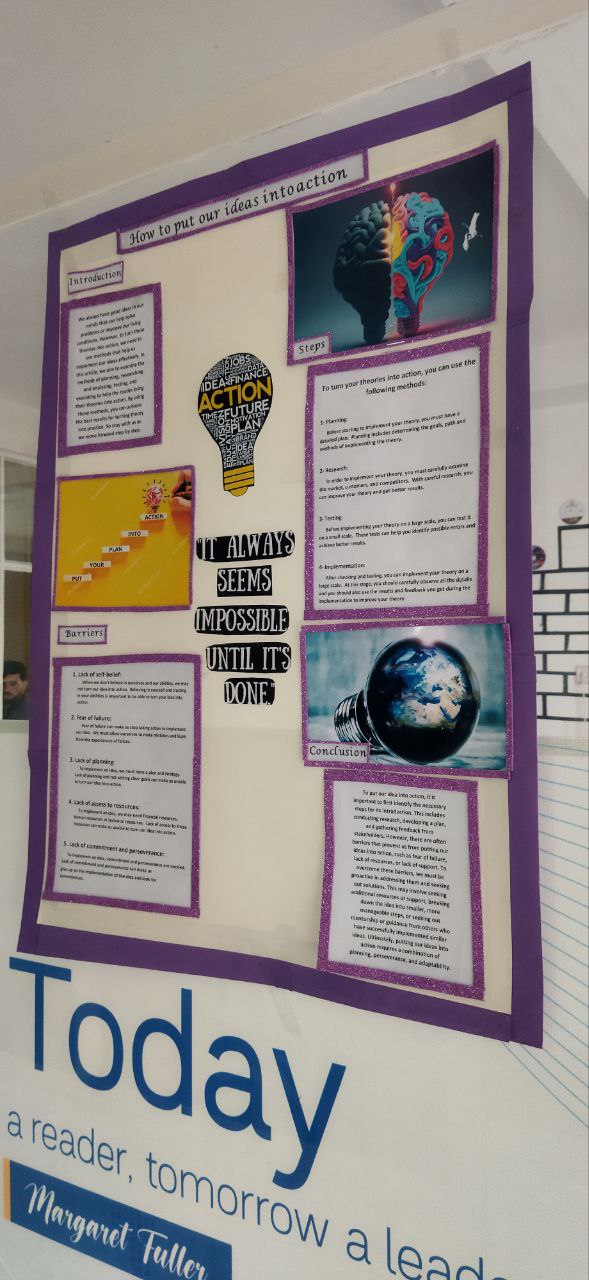 How to put our ideas intoaction
Introduction
We always have good ideas in our
minds that can help solve
problems or improve our living
conditions. However, to turn these
theories into action, we need to
use methods that help us
implement our ideas effectively. In
this article, we aim to examine the
methods of planning, researching
and analyzing, testing, and
executing to help the reader bring
their theories into action. By using
these methods, you can achieve
the best results for turning theory
into practice. So stay with us as
we move forward step by step.
PUT
YOUR
PLAN
INTO
ACTION
Barriers
1. Lack of self-belief:
When we don't believe in ourselves and our abilities, we may
not turn our idea into action. Believing in yourself and trusting
in your abilities is important to be able to turn your idea into
action.
2. Fear of failure:
Fear of failure can make us stop taking action to implement
our idea. We must allow ourselves to make mistakes and learn
from the experiences of failure.
3. Lack of planning:
To implement an idea, we must have a plan and strategy.
Lack of planning and not setting clear goals can make us unable
to turn our idea into action.
4. Lack of access to resources:
To implement an idea, we may need financial resources,
human resources or technical resources. Lack of access to these
resources can make us unable to turn our idea into action.
5. Lack of commitment and perseverance:
To implement an idea, commitment and perseverance are needed.
Lack of commitment and perseverance can make us
give up on the implementation of the idea and lose for
JOBS
IDEA FINANCE
ACTION
TIME FUTURE
PLAN
BRAND
IDEA
PLAN
"IT ALWAYS
SEEMS
IMPOSSIBLE
UNTIL IT'S
DONE."
Steps
To turn your theories into action, you can use the
following methods:
1- Planning:
Before starting to implement your theory, you must have a
detailed plan. Planning includes determining the goals, path and
methods of implementing the theory.
2- Research:
In order to implement your theory, you must carefully examine
the market, customers, and competitors. With careful research, you
can improve your theory and get better results.
3- Testing:
Before implementing your theory on a large scale, you can test it
on a small scale. These tests can help you identify possible errors and
achieve better results.
4- Implementation:
After checking and testing, you can implement your theory on a
large scale. At this stage, you should carefully observe all the details
and you should also use the results and feedback you get during the
implementation to improve your theory.
Conclusion
To put our idea into action, it is
important to first identify the necessary
steps for its introduction. This includes
conducting research, developing a plan,
and gathering feedback from
stakeholders. However, there are often
barriers that prevent us from putting our
ideas into action, such as fear of failure,
lack of resources, or lack of support. To
overcome these barriers, we must be
proactive in addressing them and seeking
out solutions. This may involve seeking
additional resources or support, breaking
down the idea into smaller, more
manageable steps, or seeking out
mentorship or guidance from others who
have successfully implemented similar
ideas. Ultimately, putting our ideas into
action requires a combination of
planning, perseverance, and adaptability.
Today
a reader, tomorrow a lead
Margaret Fuller